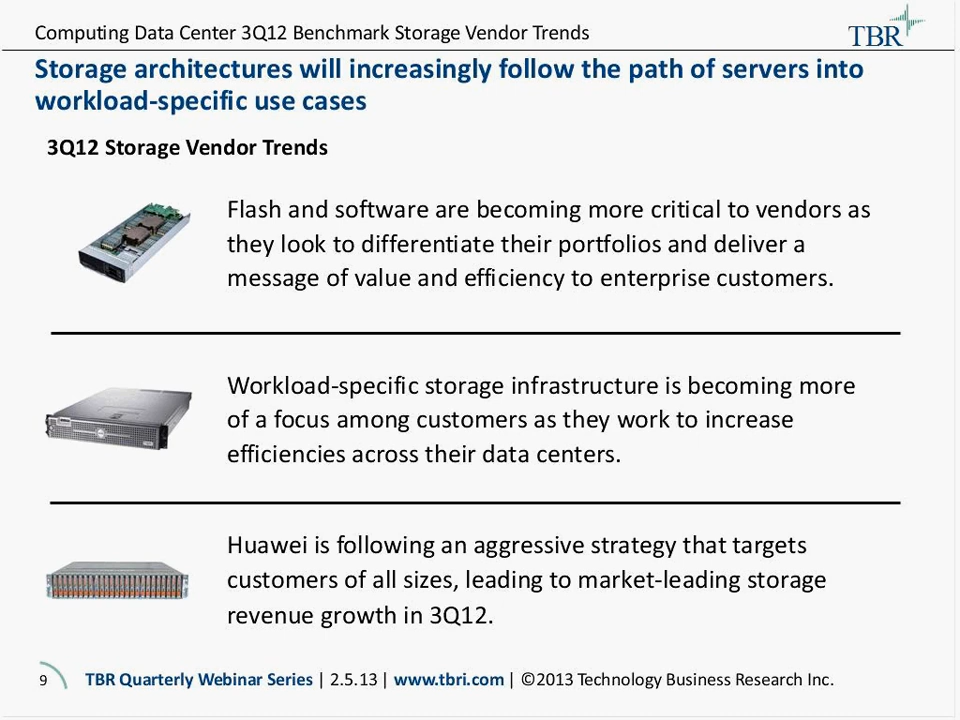 Computing Data Center 3Q12 Benchmark Storage Vendor Trends
TBR
Storage architectures will increasingly follow the path of servers into
workload-specific use cases
3Q12 Storage Vendor Trends
Flash and software are becoming more critical to vendors as
they look to differentiate their portfolios and deliver a
message of value and efficiency to enterprise customers.
Workload-specific storage infrastructure is becoming more
of a focus among customers as they work to increase
efficiencies across their data centers.
Huawei is following an aggressive strategy that targets
customers of all sizes, leading to market-leading storage
revenue growth in 3Q12.
9 TBR Quarterly Webinar Series | 2.5.13 | www.tbri.com | ©2013 Technology Business Research Inc.